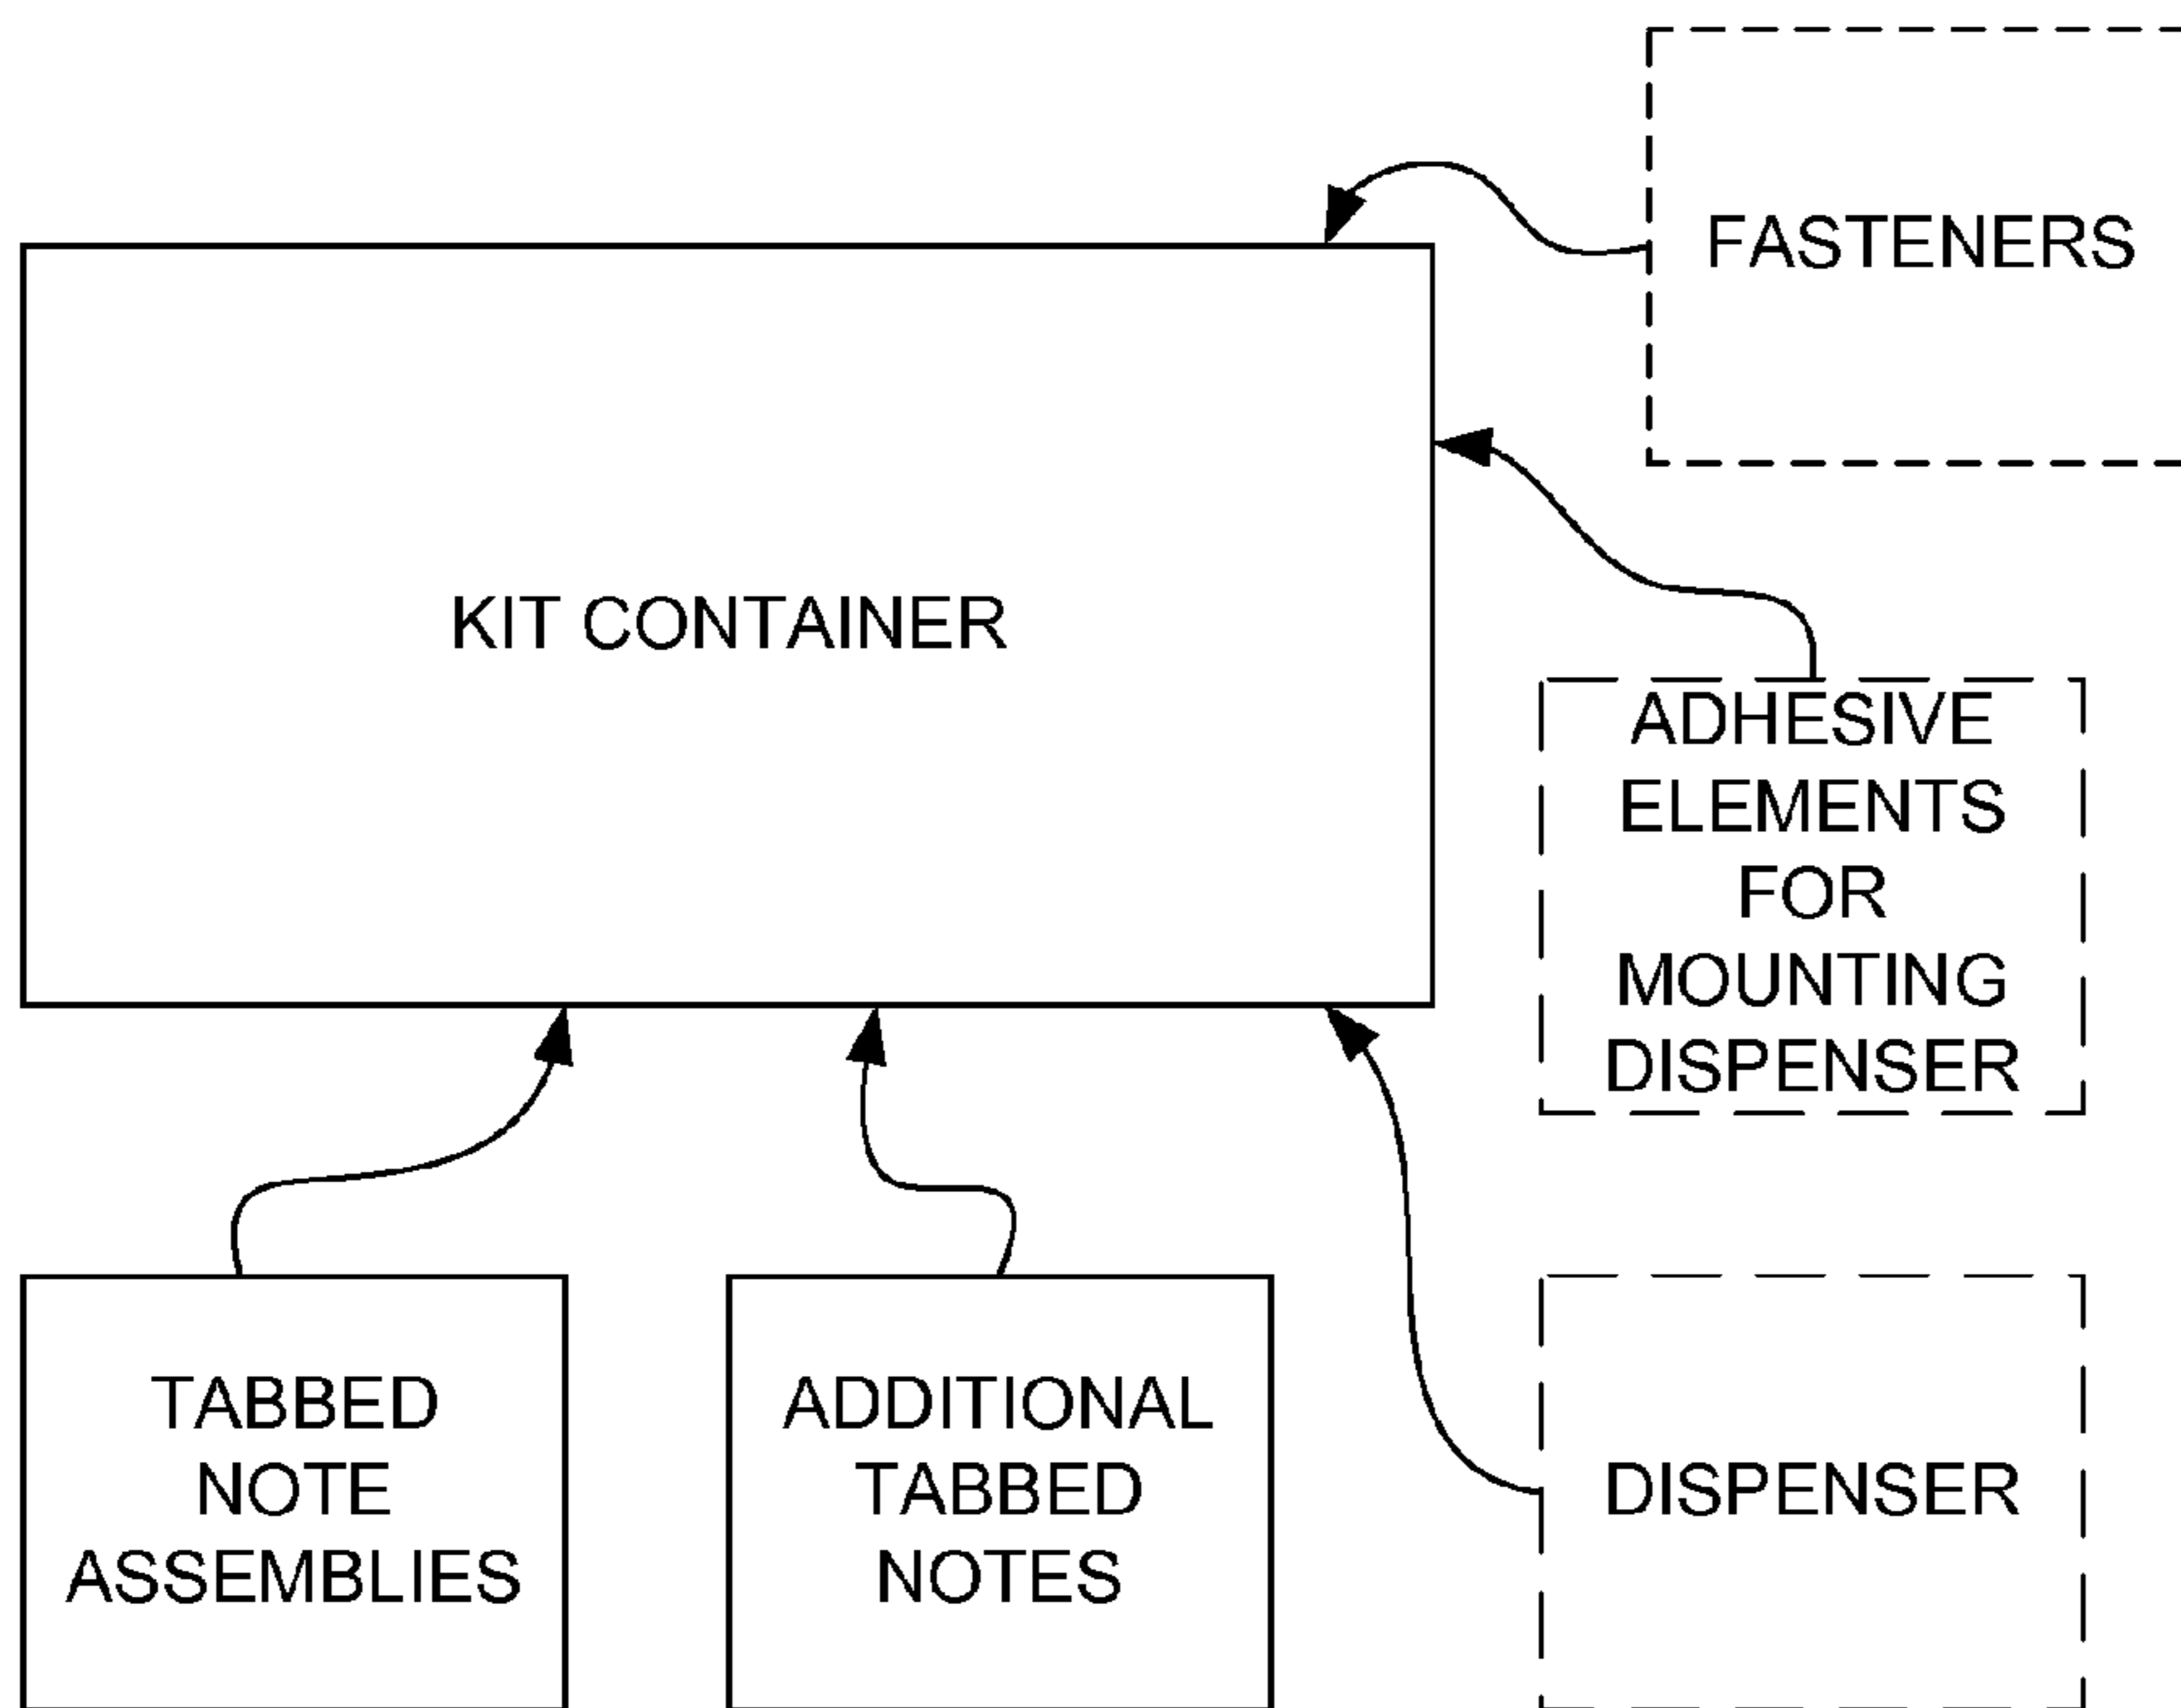 FASTENERS
KIT CONTAINER
ADHESIVE
ELEMENTS
FOR
MOUNTING
DISPENSER
TABBED
NOTE
ASSEMBLIES
ADDITIONAL
TABBED
NOTES
DISPENSER